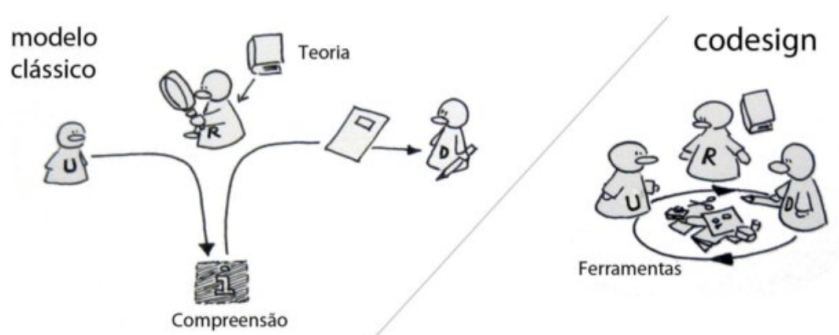 modelo
clássico
Teoria
R
U
D
i
Compreensão
codesign
R
U
D
Ferramentas